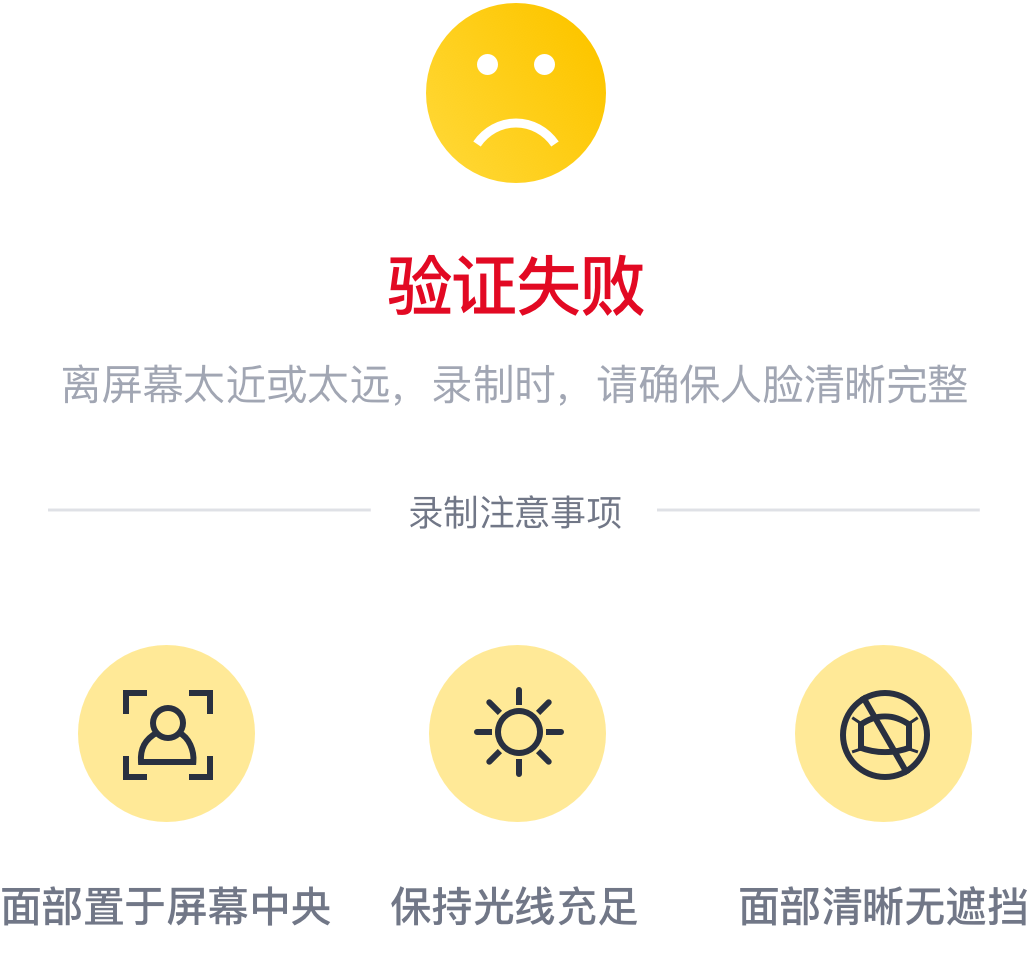 验证失败
离屏幕太近或太远，录制时，请确保人脸清晰完整
录制注意事项
面部置于屏幕中央
保持光线充足
面部清晰无遮挡